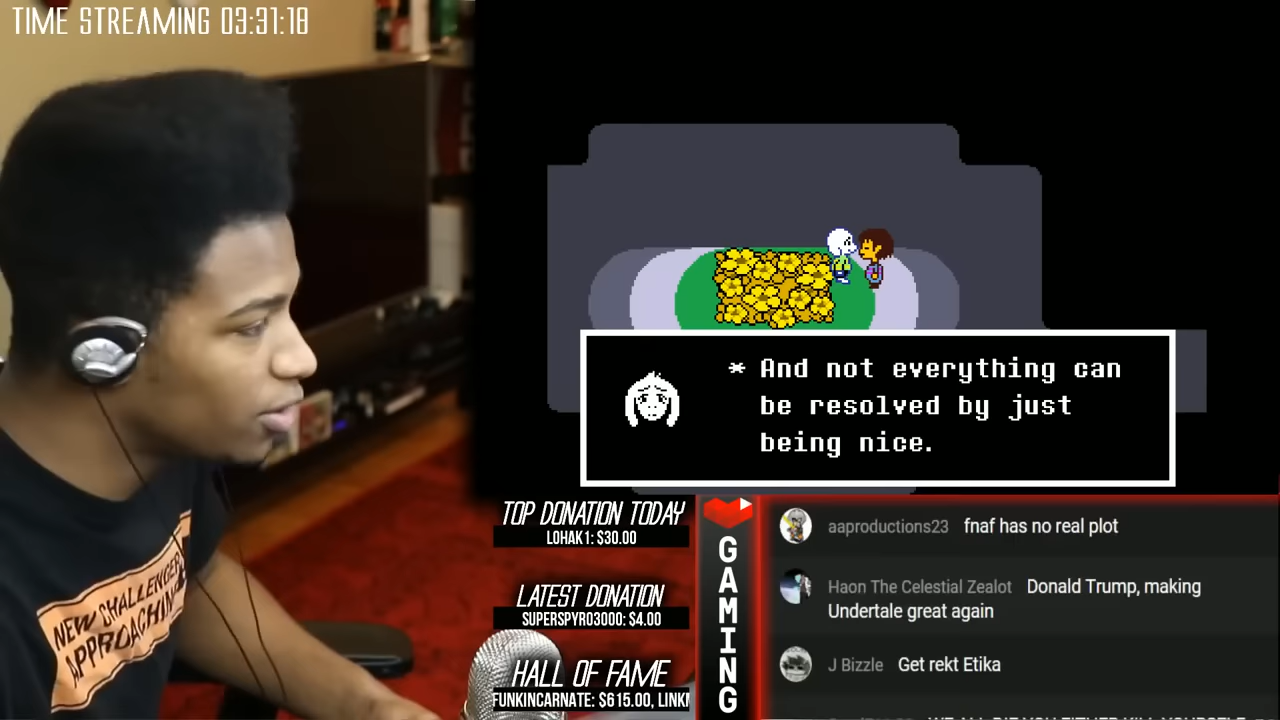 TIME STREAMING 03:31:18
* And not everything can
be resolved by just
being nice.
NEW CHALLENGER
APPROACHING
TOP DONATION TODAY
LOHAK1: $30.00
LATEST DONATION
SUPERSPYRO3000: $4.00
HALL OF FAME
FUNKINCARNATE: $615.00, LINK
GAMING
aaproductions23 fnaf has no real plot
Haon The Celestial Zealot Donald Trump, making
Undertale great again
J Bizzle Get rekt Etika